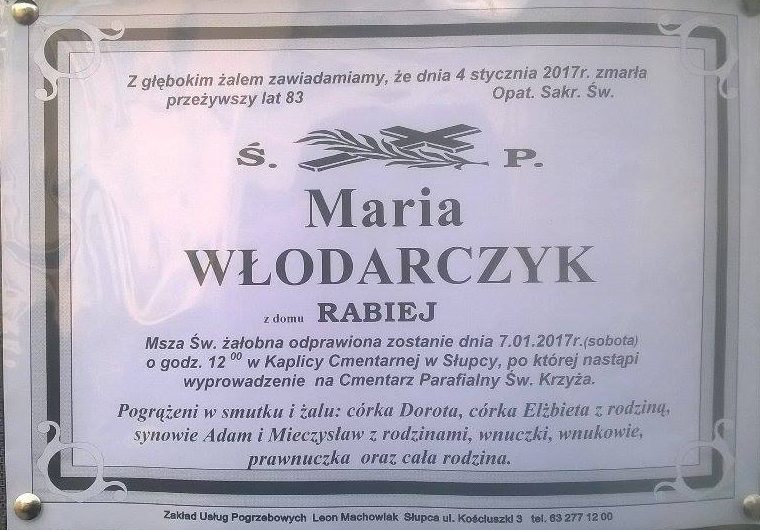 Z głębokim żalem zawiadamiamy, że dnia 4 stycznia 2017r. zmarła
przeżywszy lat 83 Opat. Sakr. Św.
Ś. P.
Maria
WŁODARCZYK
z domu RABIEJ
Msza Św. żałobna odprawiona zostanie dnia 7.01.2017r.(sobota)
o godz. 12 00 w Kaplicy Cmentarnej w Słupcy, po której nastąpi
wyprowadzenie na Cmentarz Parafialny Św. Krzyża.
Pogrążeni w smutku i żalu: córka Dorota, córka Elżbieta z rodziną,
synowie Adam i Mieczysław z rodzinami, wnuczki, wnukowie,
prawnuczka oraz cała rodzina.
Zakład Usług Pogrzebowych Leon Machowiak Słupca ul. Kościuszki 3 tel. 63 277 12 00